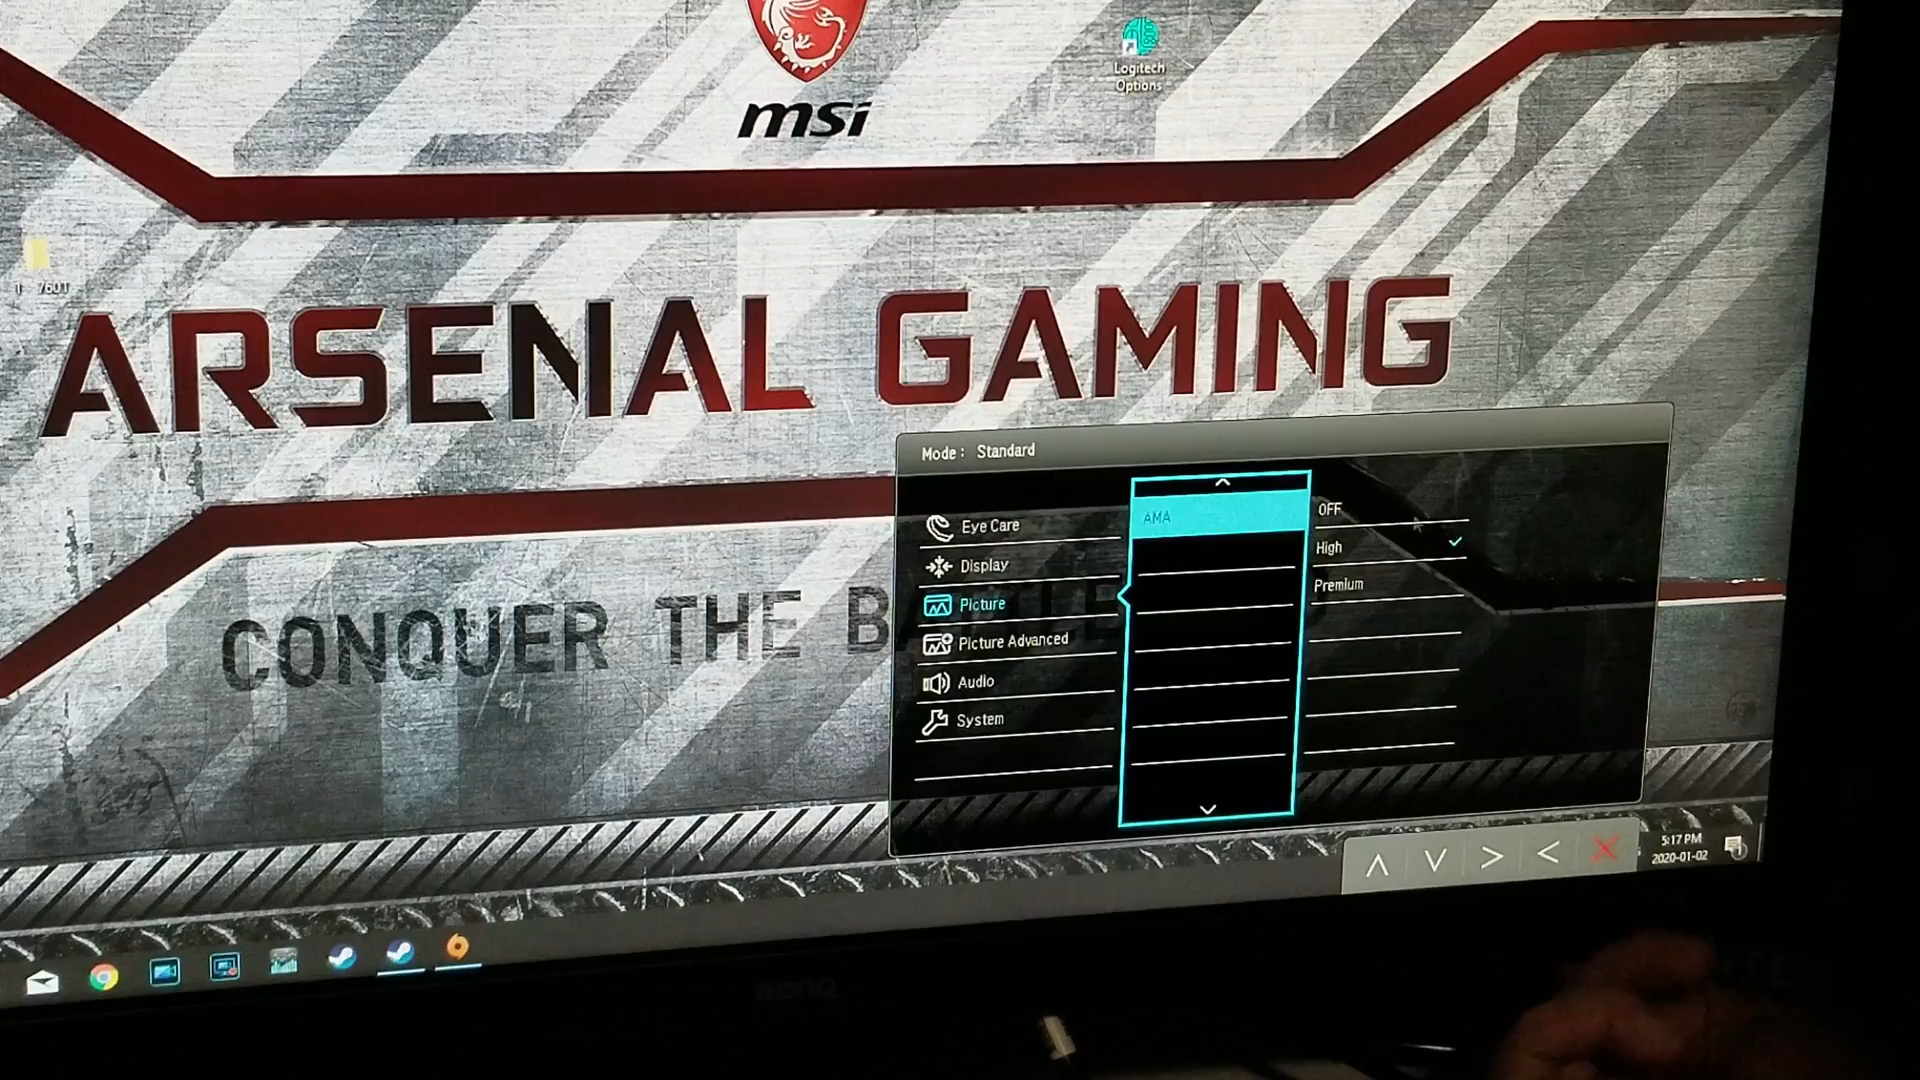 Logitech
Options
msi
ARSENAL GAMING
CONQUER THE
Mode: Standard
Eye Care
Display
Picture
Picture Advanced
Audio
System
AMA
OFF
High
Premium
5:17 PM
2020-01-02
BenQ